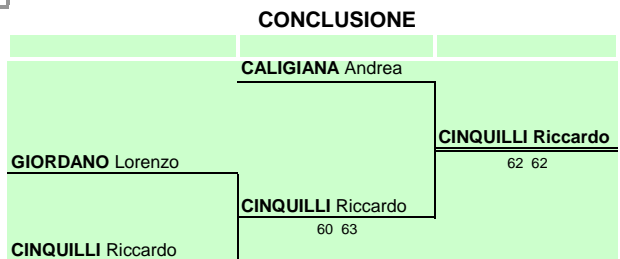 CONCLUSIONE
CALIGIANA Andrea
CINQUILLI Riccardo
62 62
GIORDANO Lorenzo
CINQUILLI Riccardo
60 63
CINQUILLI Riccardo